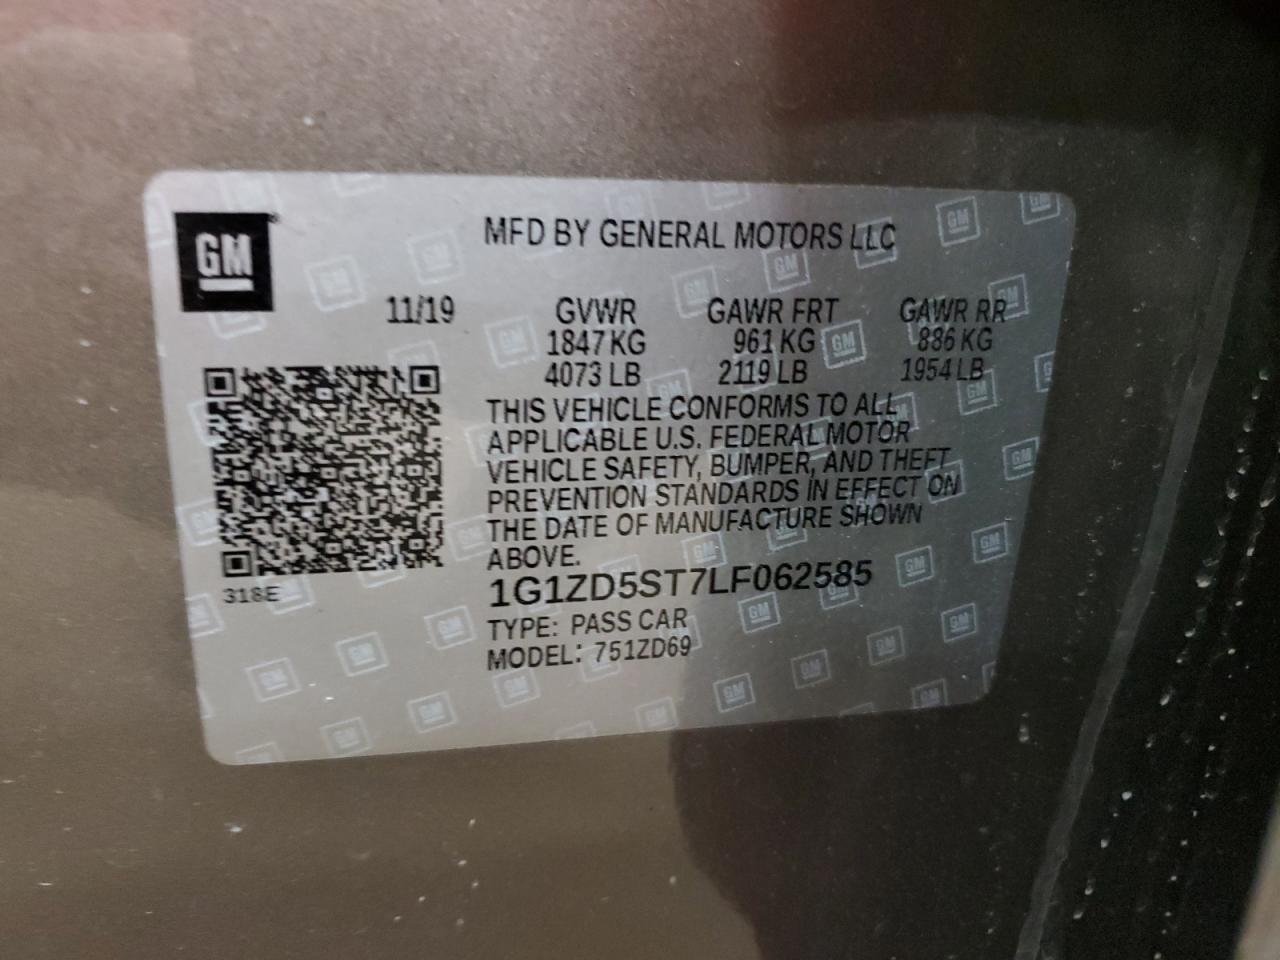 GM
MFD BY GENERAL MOTORS LLC
11/19 GVWR GAWR FRT GAWR RR
1847 KG 961 KG 886 KG
4073 LB 2119 LB 1954 LB
THIS VEHICLE CONFORMS TO ALL
APPLICABLE U.S. FEDERAL MOTOR
VEHICLE SAFETY, BUMPER, AND THEFT
PREVENTION STANDARDS IN EFFECT ON
THE DATE OF MANUFACTURE SHOWN
ABOVE.
318E
1G1ZD5ST7LF062585
TYPE: PASS CAR
MODEL: 751ZD69